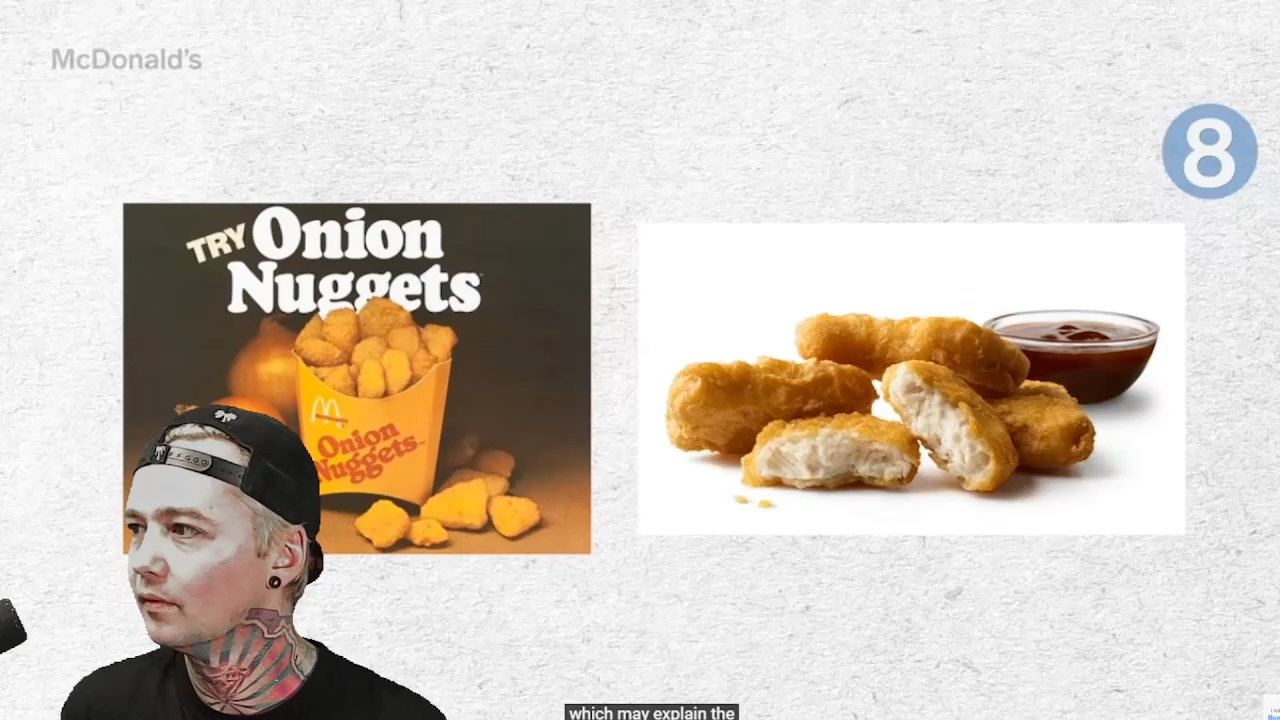 McDonald's
8
TRY Onion
Nuggets
Onion
Nuggets
which may explain the